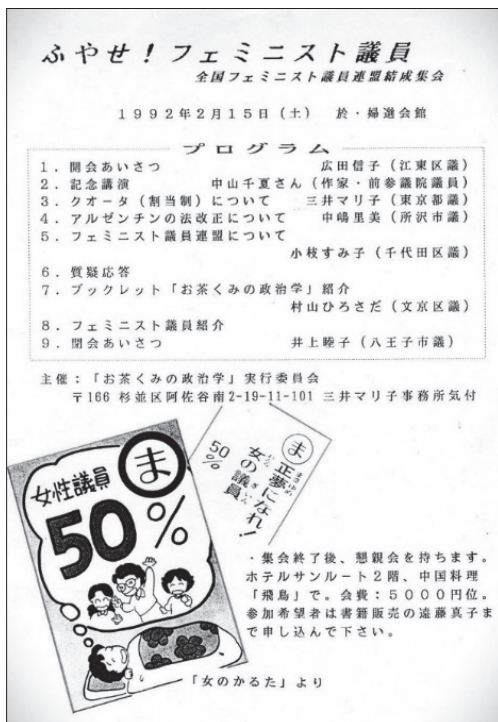 ふやせ!フェミニスト議員
全国フェミニスト議員連盟結成集会
1992年2月15日(土) 於・婦選会館
プログラム
1.開会あいさつ 広田信子(江東区議)
2.記念講演 中山千夏さん(作家・前参議院議員)
3.クオータ(割当制)について 三井マリ子(東京都議)
4.アルゼンチンの法改正について 中嶋里美(所沢市議)
5.フェミニスト議員連盟について
小枝すみ子(千代田区議)
6.質疑応答
7.ブックレット「お茶くみの政治学」紹介
村山ひろさだ(文京区議)
8.フェミニスト議員紹介
9.閉会あいさつ 井上睦子(八王子市議)
主催:「お茶くみの政治学」実行委員会
〒166 杉並区阿佐谷南2-19-11-101 三井マリ子事務所気付
ま
女性議員
50%
ま
正夢になれ!
まさゆめ
女の議員
ぎいん
50%
・集会終了後、懇親会を持ちます。
ホテルサンルート2階、中国料理
「飛鳥」で。会費:5000円位。
参加希望者は書籍販売の遠藤真子ま
で申し込んで下さい。
「女のかるた」より